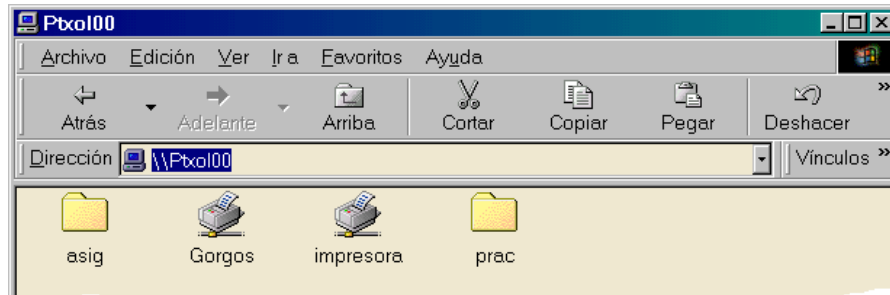 Ptxol00
Archivo Edición Ver Ir a Favoritos Ayuda
Atrás Adelante Arriba Cortar Copiar Pegar Deshacer »
Dirección \\Ptxol00 Vínculos »
asig Gorgos impresora prac